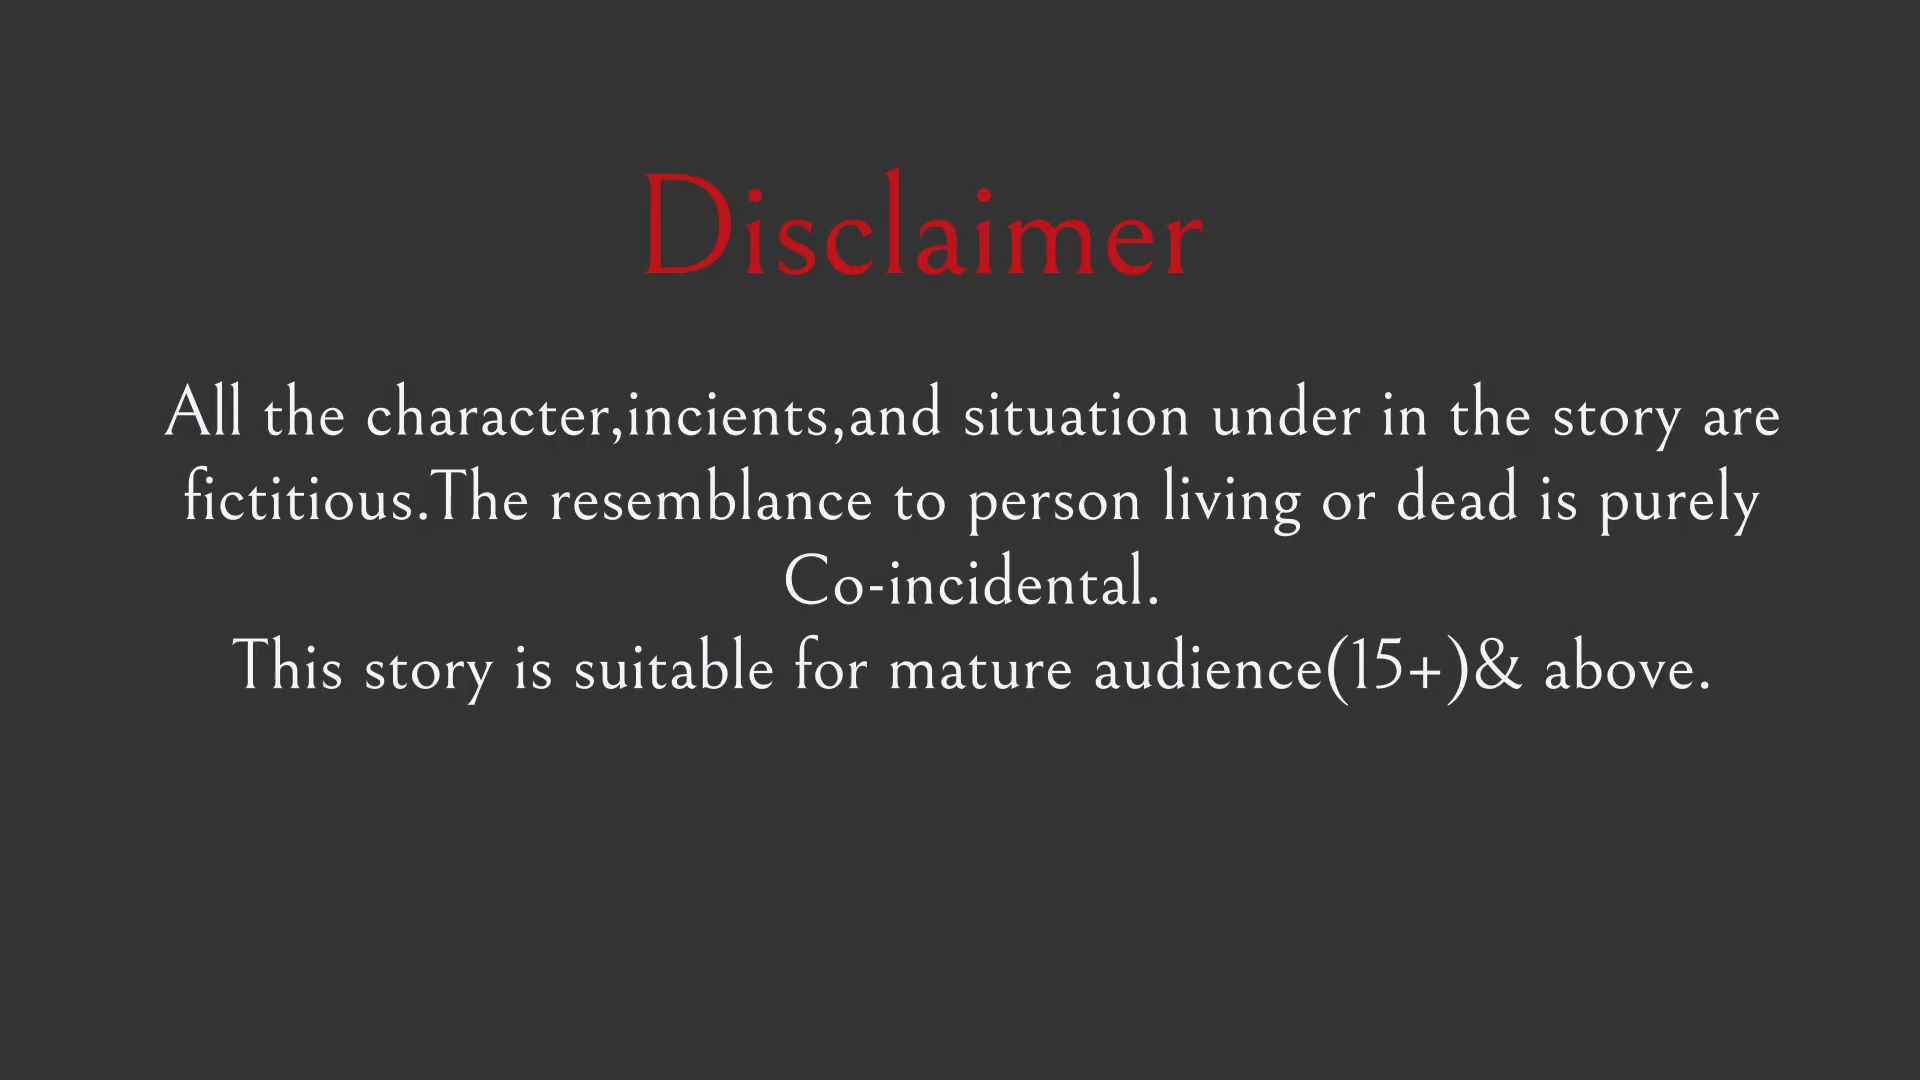 Disclaimer
All the character,incients,and situation under in the story are
fictitious.The resemblance to person living or dead is purely
Co-incidental.
This story is suitable for mature audience(15+)& above.